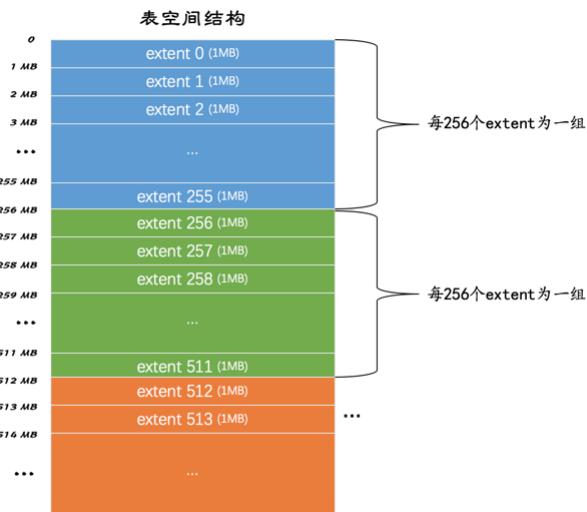 表空间结构
0
extent 0 (1MB)
1 MB
extent 1 (1MB)
2 MB
extent 2 (1MB)
3 MB
每256个extent为一组
...
...
255 MB
extent 255 (1MB)
256 MB
extent 256 (1MB)
257 MB
extent 257 (1MB)
258 MB
extent 258 (1MB)
259 MB
每256个extent为一组
...
...
511 MB
extent 511 (1MB)
512 MB
extent 512 (1MB)
513 MB
extent 513 (1MB)
...
514 MB
...
...